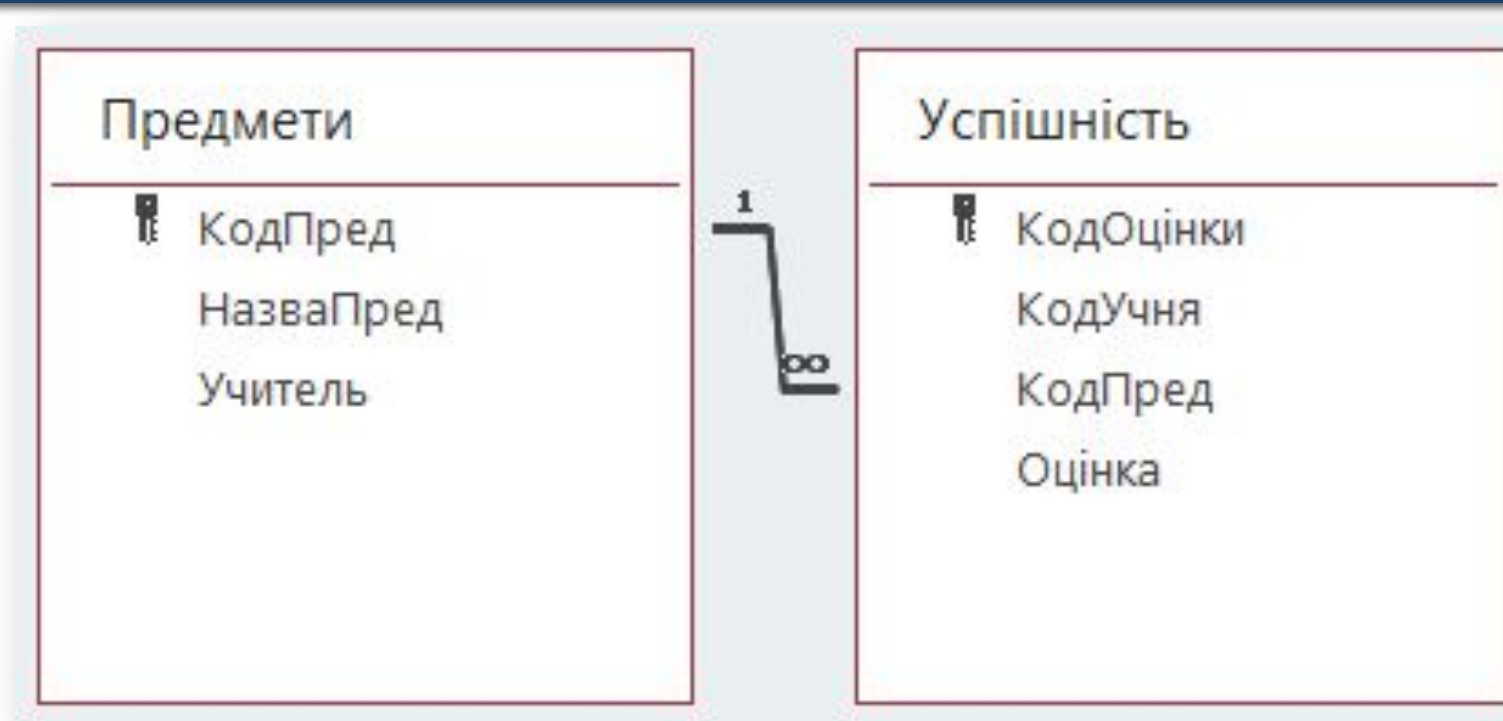 Предмети
КодПред
НазваПред
Учитель
1
∞
Успішність
КодОцінки
КодУчня
КодПред
Оцінка